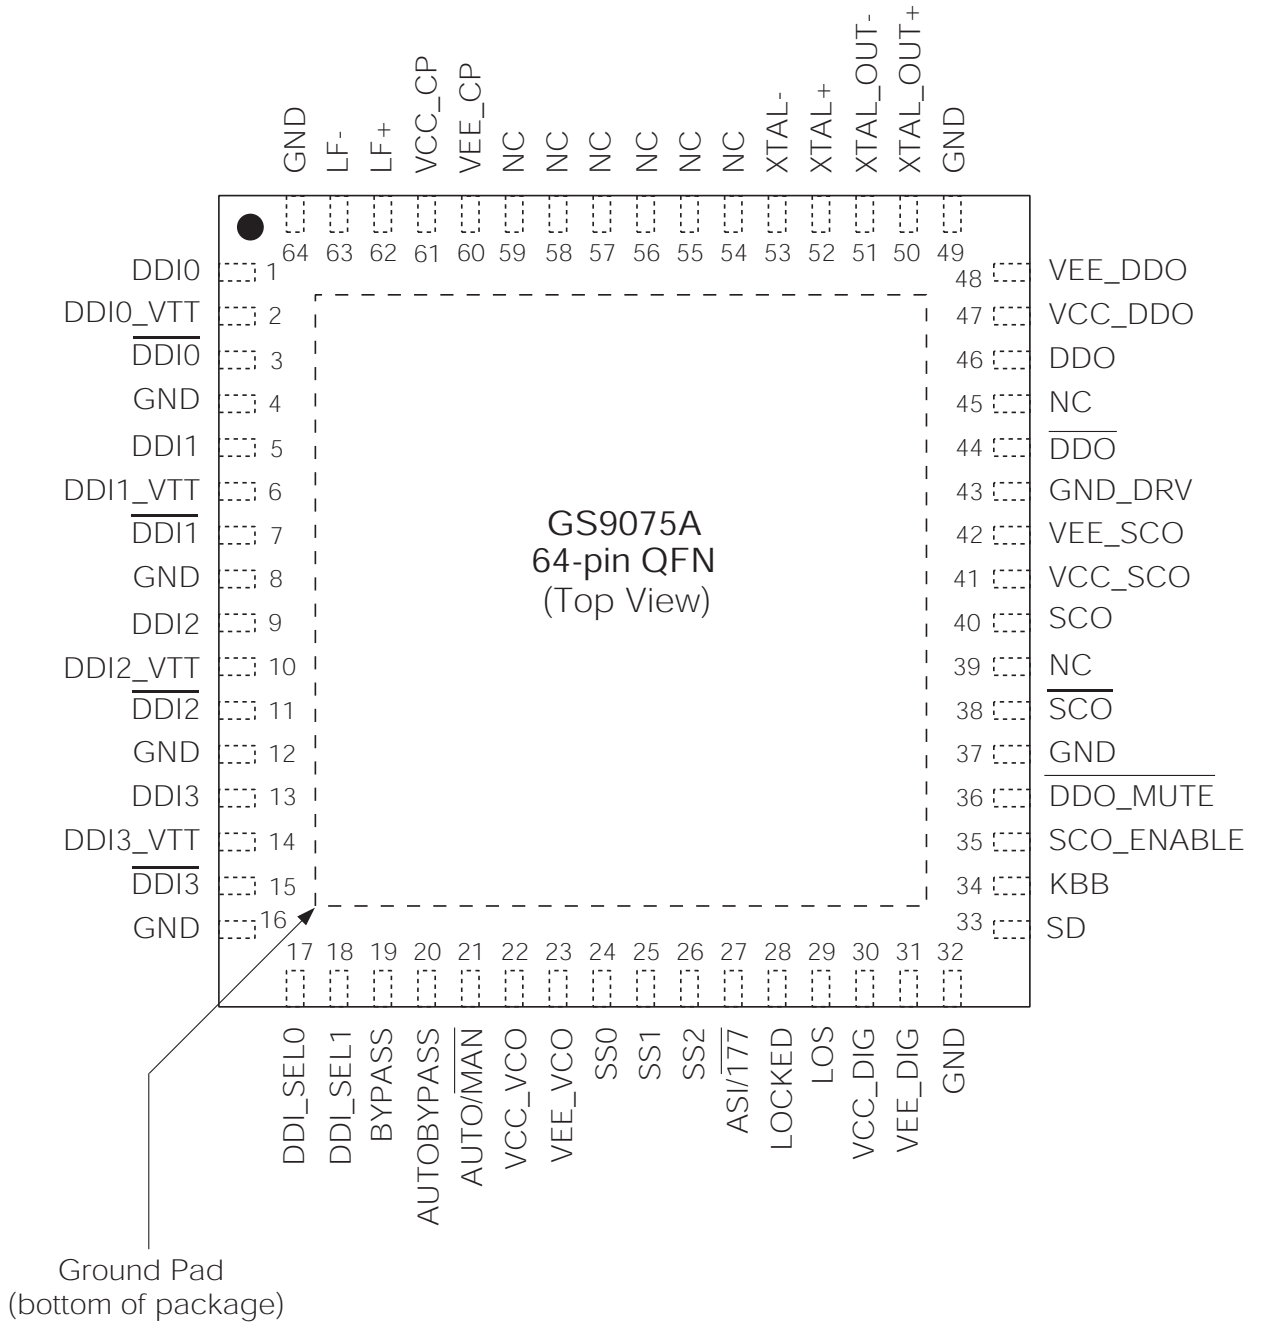 GND
LF-
LF+
VCC_CP
VEE_CP
NC
NC
NC
NC
NC
NC
XTAL-
XTAL+
XTAL_OUT-
XTAL_OUT+
GND
64 63 62 61 60 59 58 57 56 55 54 53 52 51 50 49
DDI0 1
DDI0_VTT 2
DDI0 3
GND 4
DDI1 5
DDI1_VTT 6
DDI1 7
GND 8
DDI2 9
DDI2_VTT 10
DDI2 11
GND 12
DDI3 13
DDI3_VTT 14
DDI3 15
GND 16
GS9075A
64-pin QFN
(Top View)
48 VEE_DDO
47 VCC_DDO
46 DDO
45 NC
44 DDO
43 GND_DRV
42 VEE_SCO
41 VCC_SCO
40 SCO
39 NC
38 SCO
37 GND
36 DDO_MUTE
35 SCO_ENABLE
34 KBB
33 SD
17 18 19 20 21 22 23 24 25 26 27 28 29 30 31 32
DDI_SEL0
DDI_SEL1
BYPASS
AUTOBYPASS
AUTO/MAN
VCC_VCO
VEE_VCO
SS0
SS1
SS2
ASI/177
LOCKED
LOS
VCC_DIG
VEE_DIG
GND
Ground Pad
(bottom of package)